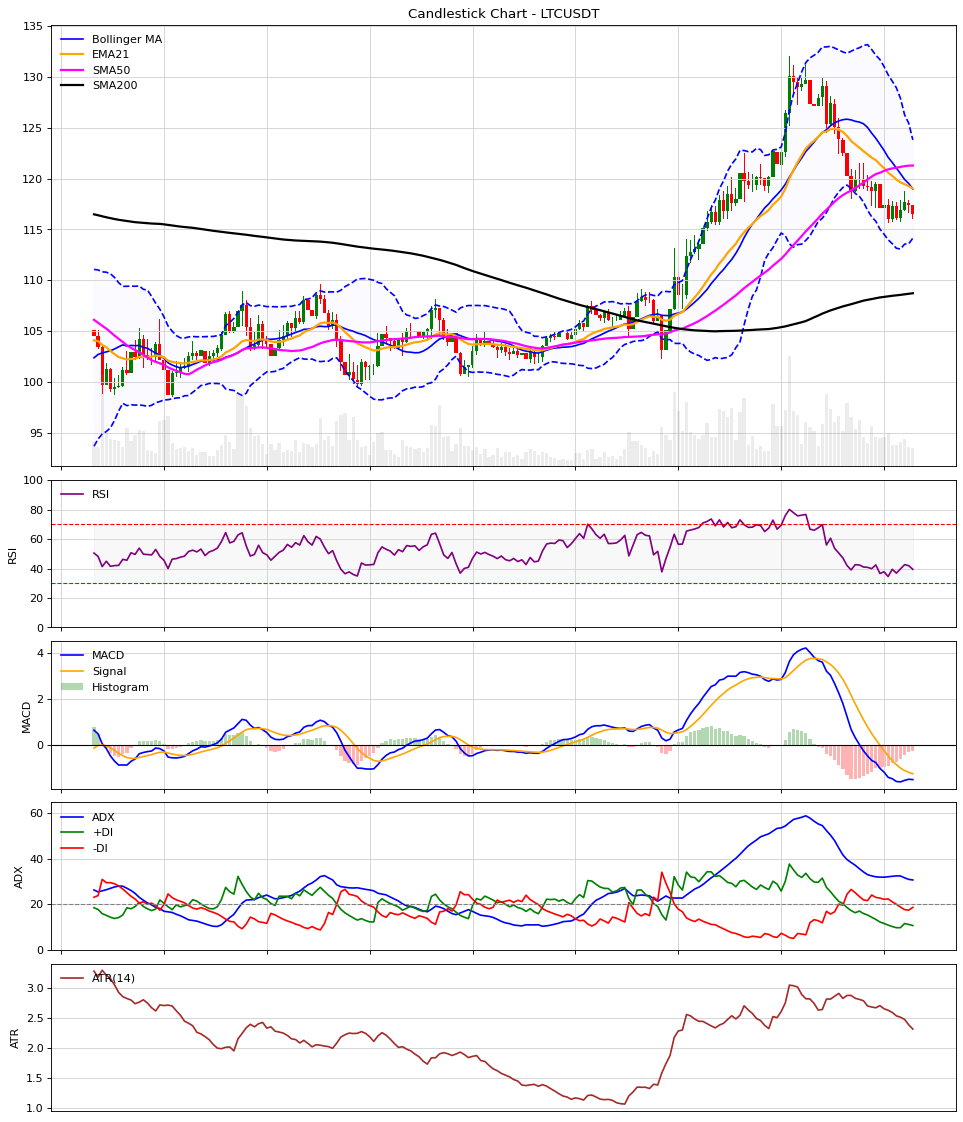 Candlestick Chart - LTCUSDT
135
130
125
120
115
110
105
100
95
Bollinger MA
EMA21
SMA50
SMA200
100
80
60
40
20
0
RSI
RSI
4
2
0
MACD
MACD
Signal
Histogram
60
40
20
0
ADX
ADX
+DI
-DI
3.0
2.5
2.0
1.5
1.0
ATR
ATR(14)